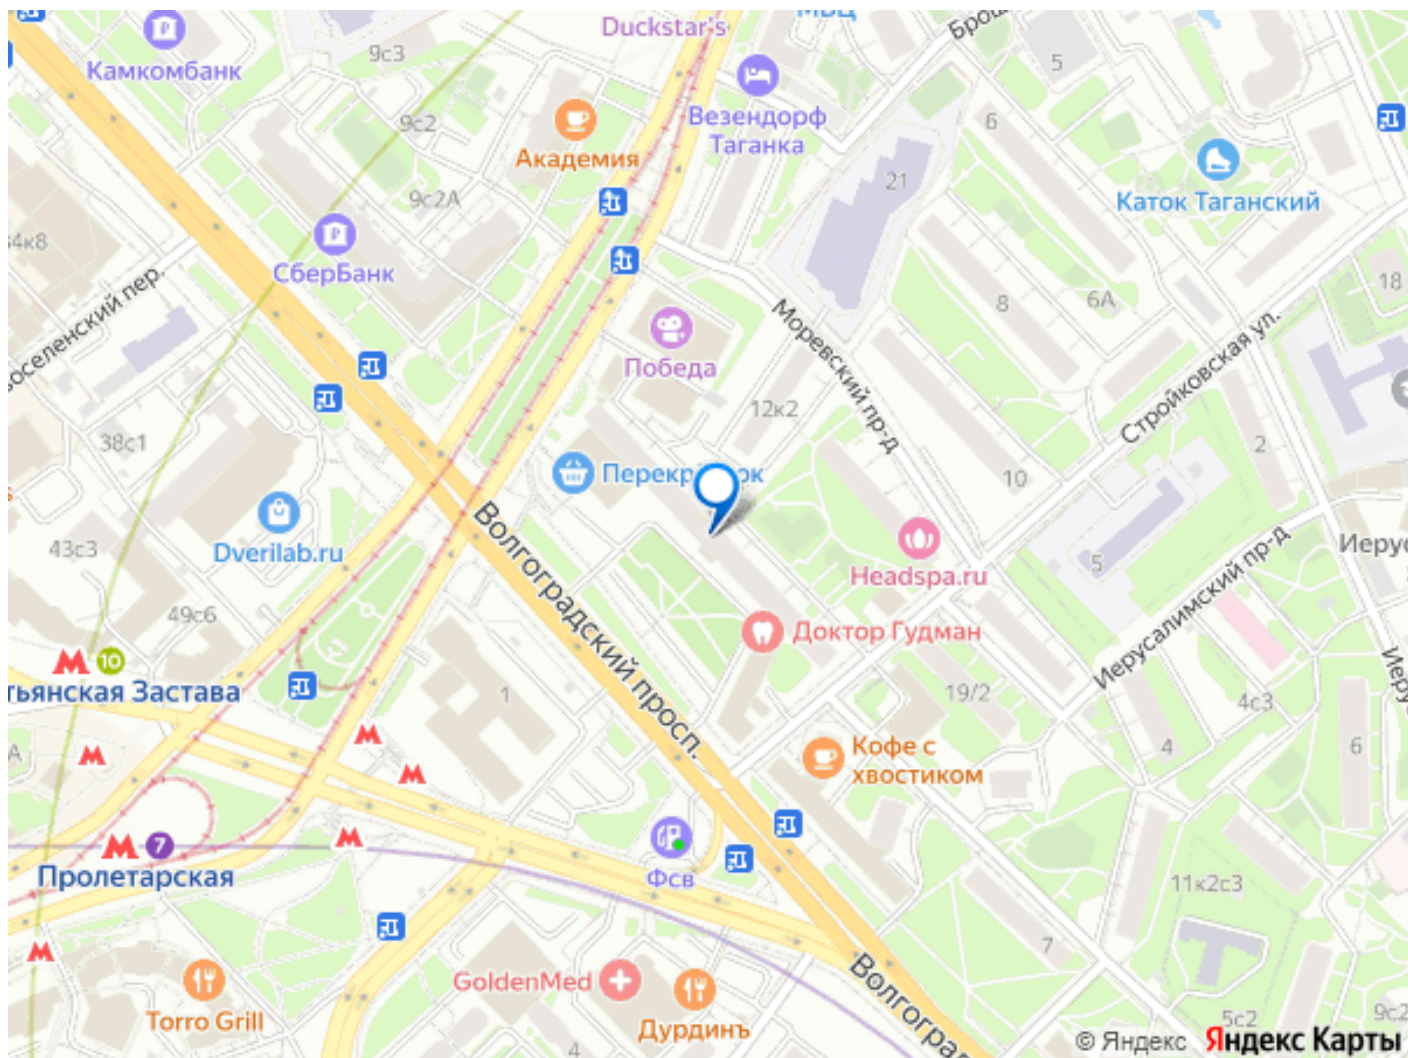 Duckstar's
9с3
Камкомбанк
5
Везендорф
Таганка
9с2
6
Академия
21
Каток Таганский
9с2А
СберБанк
18
8
6А
Моревский пр-д
Стройковская ул.
Победа
12к2
38с1
2
10
Перекр
ок
Волгоградский просп.
Dverilab.ru
43с3
Headspa.ru
5
Иерусалимский пр-д
49с6
Доктор Гудман
10
тьянская Застава
1
19/2
4с3
4
6
Кофе с
хвостиком
7
Пролетарская
Фсв
11к2с3
7
GoldenMed
Torro Grill
Дурдинъ
4
5с2
9с2
© Яндекс Яндекс Карты